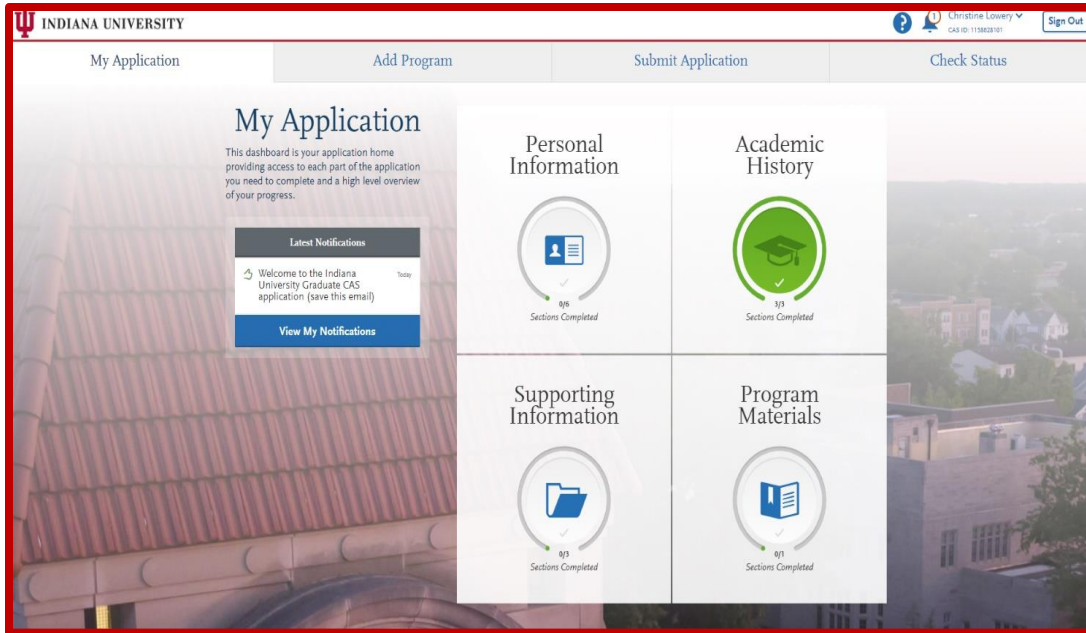 INDIANA UNIVERSITY
?
1
Christine Lowery
CAS ID: 1158628101
Sign Out
My Application
Add Program
Submit Application
Check Status
My Application
This dashboard is your application home
providing access to each part of the application
you need to complete and a high level overview
of your progress.
Latest Notifications
Welcome to the Indiana Today
University Graduate CAS
application (save this email)
View My Notifications
Personal
Information
0/6
Sections Completed
Academic
History
3/3
Sections Completed
Supporting
Information
0/3
Sections Completed
Program
Materials
0/1
Sections Completed